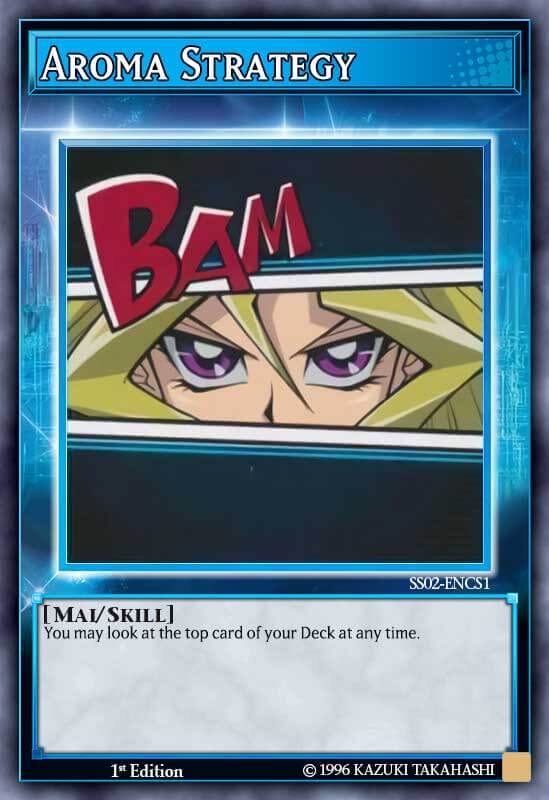 Aroma Strategy
BAM
SS02-ENCS1
[Mai/Skill]
You may look at the top card of your Deck at any time.
1st Edition
© 1996 KAZUKI TAKAHASHI